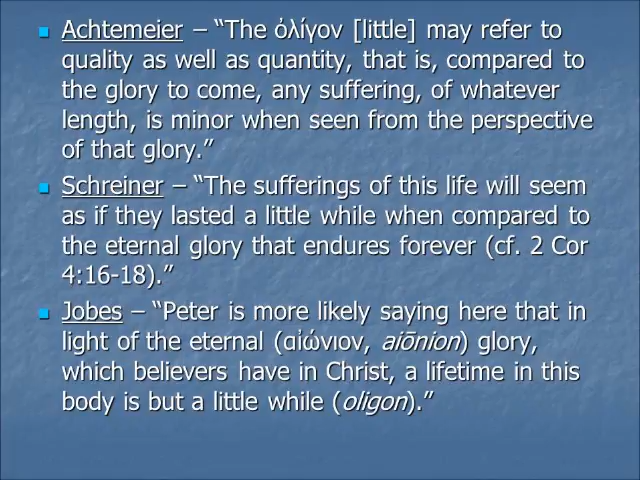 Achtemeier – “The ὀλίγον [little] may refer to
quality as well as quantity, that is, compared to
the glory to come, any suffering, of whatever
length, is minor when seen from the perspective
of that glory.”
Schreiner – “The sufferings of this life will seem
as if they lasted a little while when compared to
the eternal glory that endures forever (cf. 2 Cor
4:16-18).”
Jobes – “Peter is more likely saying here that in
light of the eternal (αἰώνιον, aiōnion) glory,
which believers have in Christ, a lifetime in this
body is but a little while (oligon).”